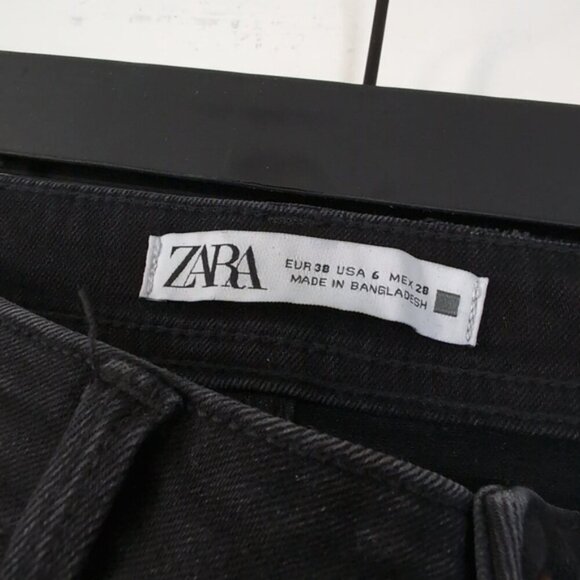 ZARA
EUR 38 USA 6 MEX 28
MADE IN BANGLADESH